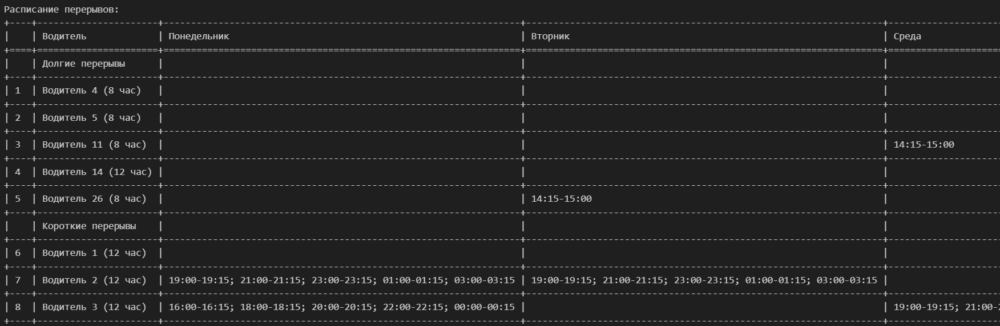 Расписание перерывов:
+----+----------------------+-----------------------------------------------------------------+-----------------------------------------------------------------+--------------------
|    | Водитель             | Понедельник                                                     | Вторник                                                         | Среда
+====+======================+=================================================================+=================================================================+====================
|    | Долгие перерывы      |                                                                 |                                                                 |
+----+----------------------+-----------------------------------------------------------------+-----------------------------------------------------------------+--------------------
| 1  | Водитель 4 (8 час)   |                                                                 |                                                                 |
+----+----------------------+-----------------------------------------------------------------+-----------------------------------------------------------------+--------------------
| 2  | Водитель 5 (8 час)   |                                                                 |                                                                 |
+----+----------------------+-----------------------------------------------------------------+-----------------------------------------------------------------+--------------------
| 3  | Водитель 11 (8 час)  |                                                                 |                                                                 | 14:15-15:00
+----+----------------------+-----------------------------------------------------------------+-----------------------------------------------------------------+--------------------
| 4  | Водитель 14 (12 час) |                                                                 |                                                                 |
+----+----------------------+-----------------------------------------------------------------+-----------------------------------------------------------------+--------------------
| 5  | Водитель 26 (8 час)  |                                                                 | 14:15-15:00                                                     |
+----+----------------------+-----------------------------------------------------------------+-----------------------------------------------------------------+--------------------
|    | Короткие перерывы    |                                                                 |                                                                 |
+----+----------------------+-----------------------------------------------------------------+-----------------------------------------------------------------+--------------------
| 6  | Водитель 1 (12 час)  |                                                                 |                                                                 |
+----+----------------------+-----------------------------------------------------------------+-----------------------------------------------------------------+--------------------
| 7  | Водитель 2 (12 час)  | 19:00-19:15; 21:00-21:15; 23:00-23:15; 01:00-01:15; 03:00-03:15 | 19:00-19:15; 21:00-21:15; 23:00-23:15; 01:00-01:15; 03:00-03:15 |
+----+----------------------+-----------------------------------------------------------------+-----------------------------------------------------------------+--------------------
| 8  | Водитель 3 (12 час)  | 16:00-16:15; 18:00-18:15; 20:00-20:15; 22:00-22:15; 00:00-00:15 |                                                                 | 19:00-19:15; 21:00-
+----+----------------------+-----------------------------------------------------------------+-----------------------------------------------------------------+--------------------